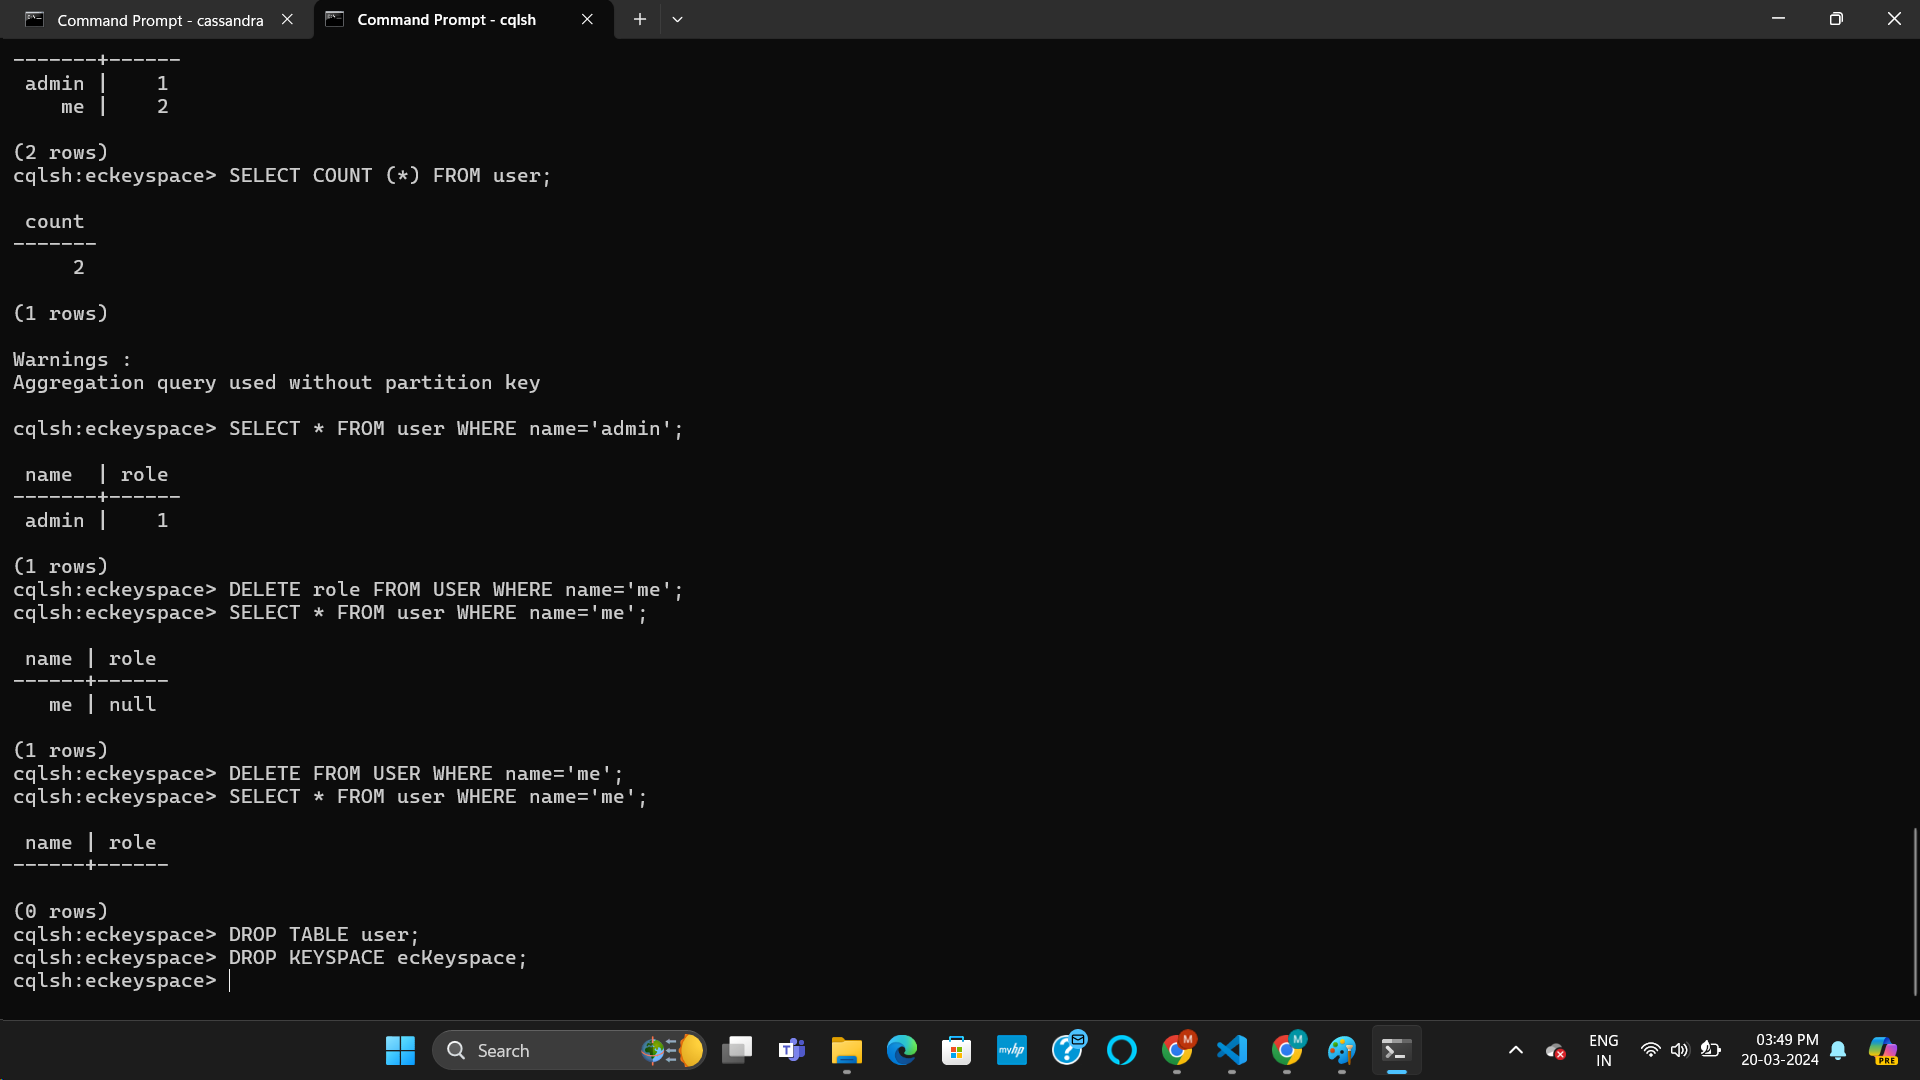 Command Prompt - cassandra
Command Prompt - cqlsh
-------+------
 admin |    1
    me |    2
(2 rows)
cqlsh:eckeyspace> SELECT COUNT (*) FROM user;
 count
-------
     2
(1 rows)
Warnings :
Aggregation query used without partition key
cqlsh:eckeyspace> SELECT * FROM user WHERE name='admin';
 name  | role
-------+------
 admin |    1
(1 rows)
cqlsh:eckeyspace> DELETE role FROM USER WHERE name='me';
cqlsh:eckeyspace> SELECT * FROM user WHERE name='me';
 name | role
------+------
   me | null
(1 rows)
cqlsh:eckeyspace> DELETE FROM USER WHERE name='me';
cqlsh:eckeyspace> SELECT * FROM user WHERE name='me';
 name | role
------+------
(0 rows)
cqlsh:eckeyspace> DROP TABLE user;
cqlsh:eckeyspace> DROP KEYSPACE ecKeyspace;
cqlsh:eckeyspace>
Search
myhp
M
M
ENG
IN
03:49 PM
20-03-2024
PRE